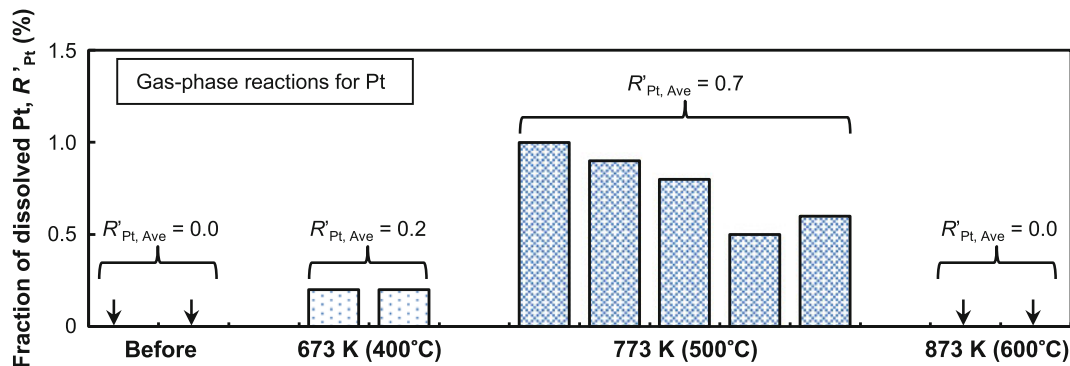 Fraction of dissolved Pt, R'Pt (%)
1.5
1.0
0.5
0
Gas-phase reactions for Pt
R'Pt, Ave = 0.0
R'Pt, Ave = 0.2
R'Pt, Ave = 0.7
R'Pt, Ave = 0.0
Before
673 K (400°C)
773 K (500°C)
873 K (600°C)